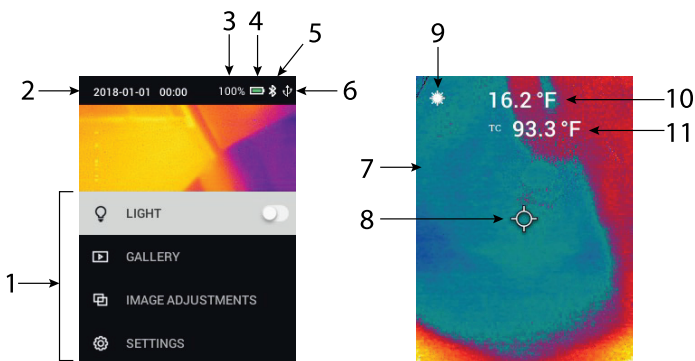 3 4 5
2 2018-01-01 00:00 100% 6
1
LIGHT
GALLERY
IMAGE ADJUSTMENTS
SETTINGS
9
16.2 °F 10
TC 93.3 °F 11
7
8